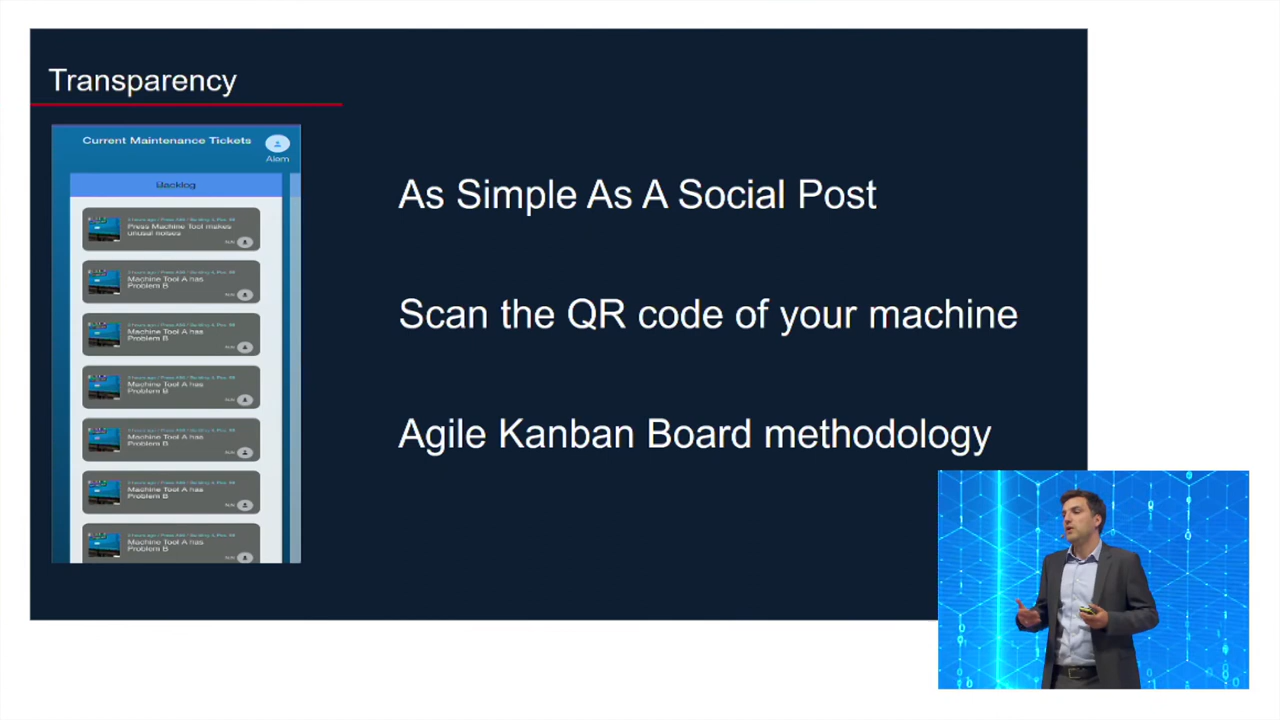 Transparency
Current Maintenance Tickets
Backlog
Press Machine Tool makes
unusual noises
N/A
Machine Tool A has
Problem B
N/A
Machine Tool A has
Problem B
N/A
Machine Tool A has
Problem B
N/A
Machine Tool A has
Problem B
N/A
Machine Tool A has
Problem B
N/A
Machine Tool A has
Problem B
N/A
As Simple As A Social Post
Scan the QR code of your machine
Agile Kanban Board methodology